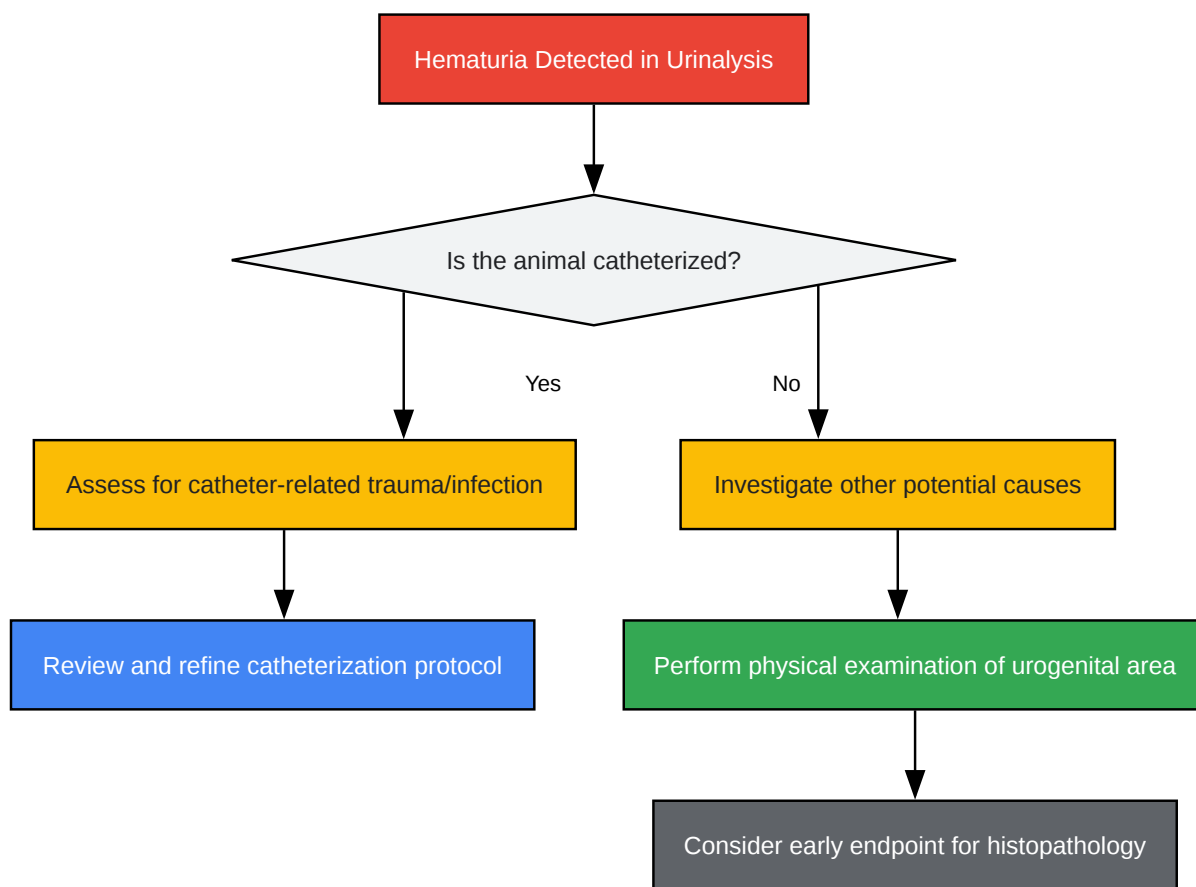 Hematuria Detected in Urinalysis
Is the animal catheterized?
Yes
No
Assess for catheter-related trauma/infection
Investigate other potential causes
Review and refine catheterization protocol
Perform physical examination of urogenital area
Consider early endpoint for histopathology